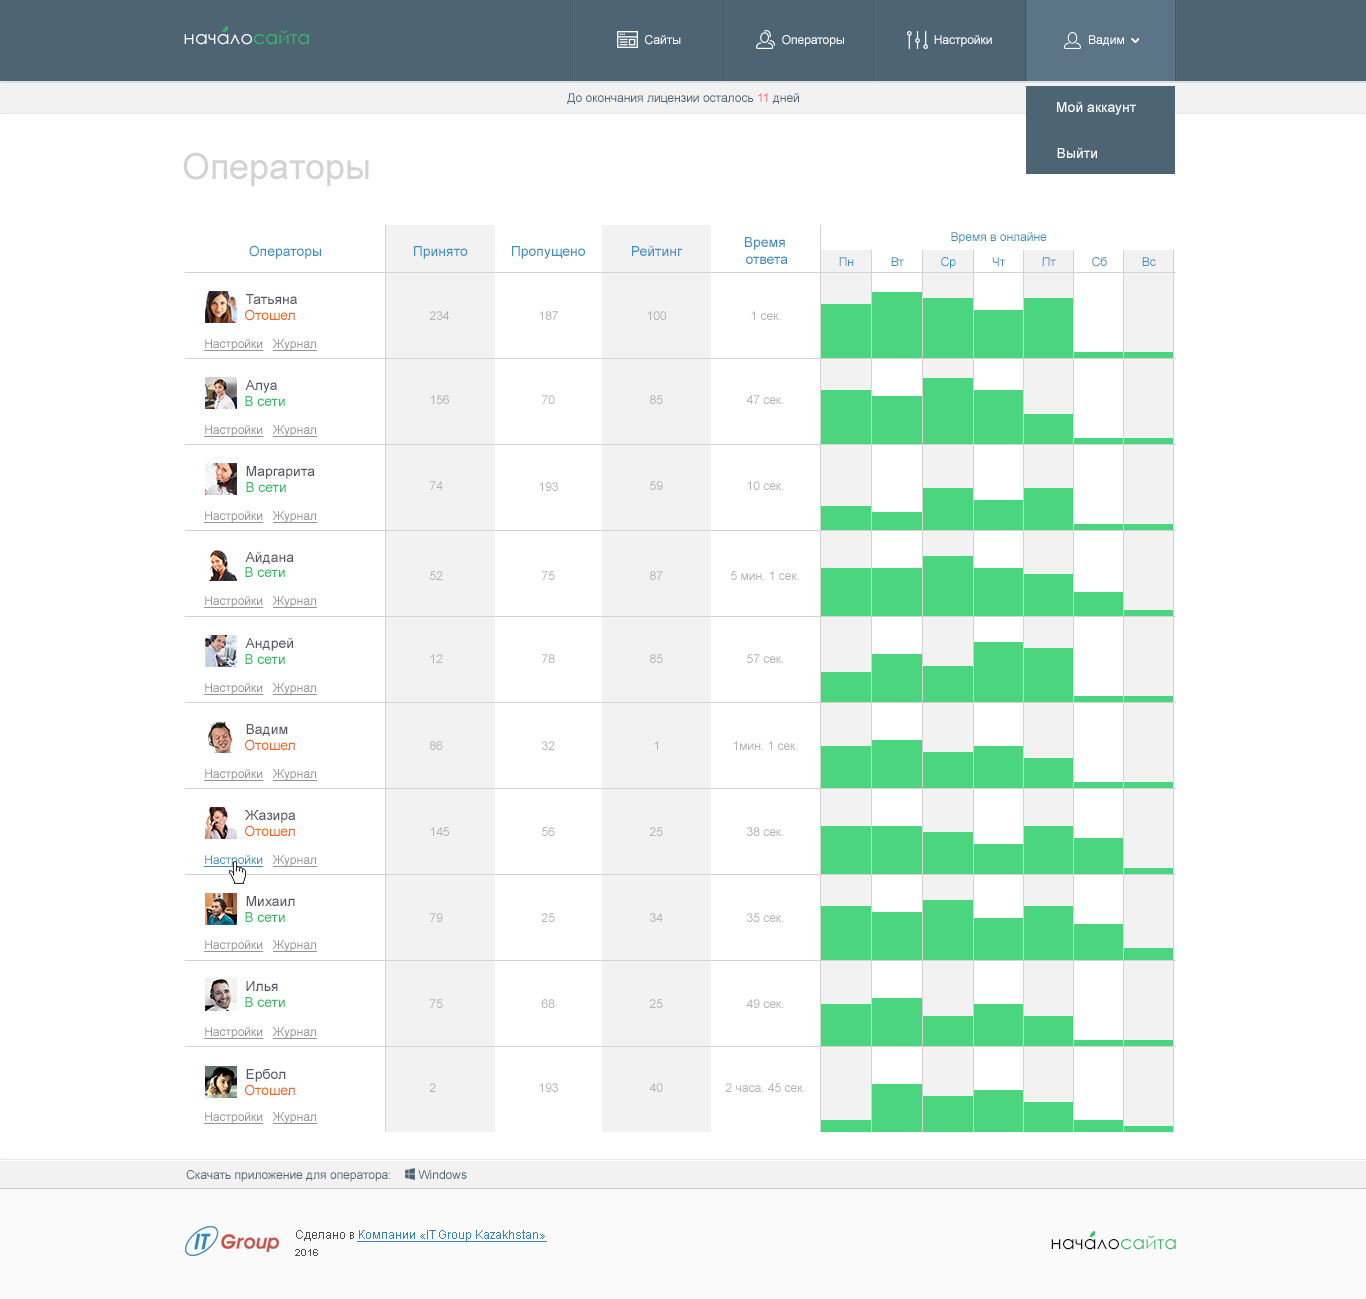 началосайта
Сайты
Операторы
Настройки
Вадим
До окончания лицензии осталось 11 дней
Мой аккаунт
Выйти
Операторы
Операторы Принято Пропущено Рейтинг Время ответа Время в онлайне
Пн Вт Ср Чт Пт Сб Вс
Татьяна
Отошел
234 187 100 1 сек.
Настройки Журнал
Алуа
В сети
156 70 85 47 сек.
Настройки Журнал
Маргарита
В сети
74 193 59 10 сек.
Настройки Журнал
Айдана
В сети
52 75 87 5 мин. 1 сек.
Настройки Журнал
Андрей
В сети
12 78 85 57 сек.
Настройки Журнал
Вадим
Отошел
86 32 1 1мин. 1 сек.
Настройки Журнал
Жазира
Отошел
145 56 25 38 сек.
Настройки Журнал
Михаил
В сети
79 25 34 35 сек.
Настройки Журнал
Илья
В сети
75 68 25 49 сек.
Настройки Журнал
Ербол
Отошел
2 193 40 2 часа. 45 сек.
Настройки Журнал
Скачать приложение для оператора: Windows
IT Group
Сделано в Компании «IT Group Kazakhstan»
2016
началосайта